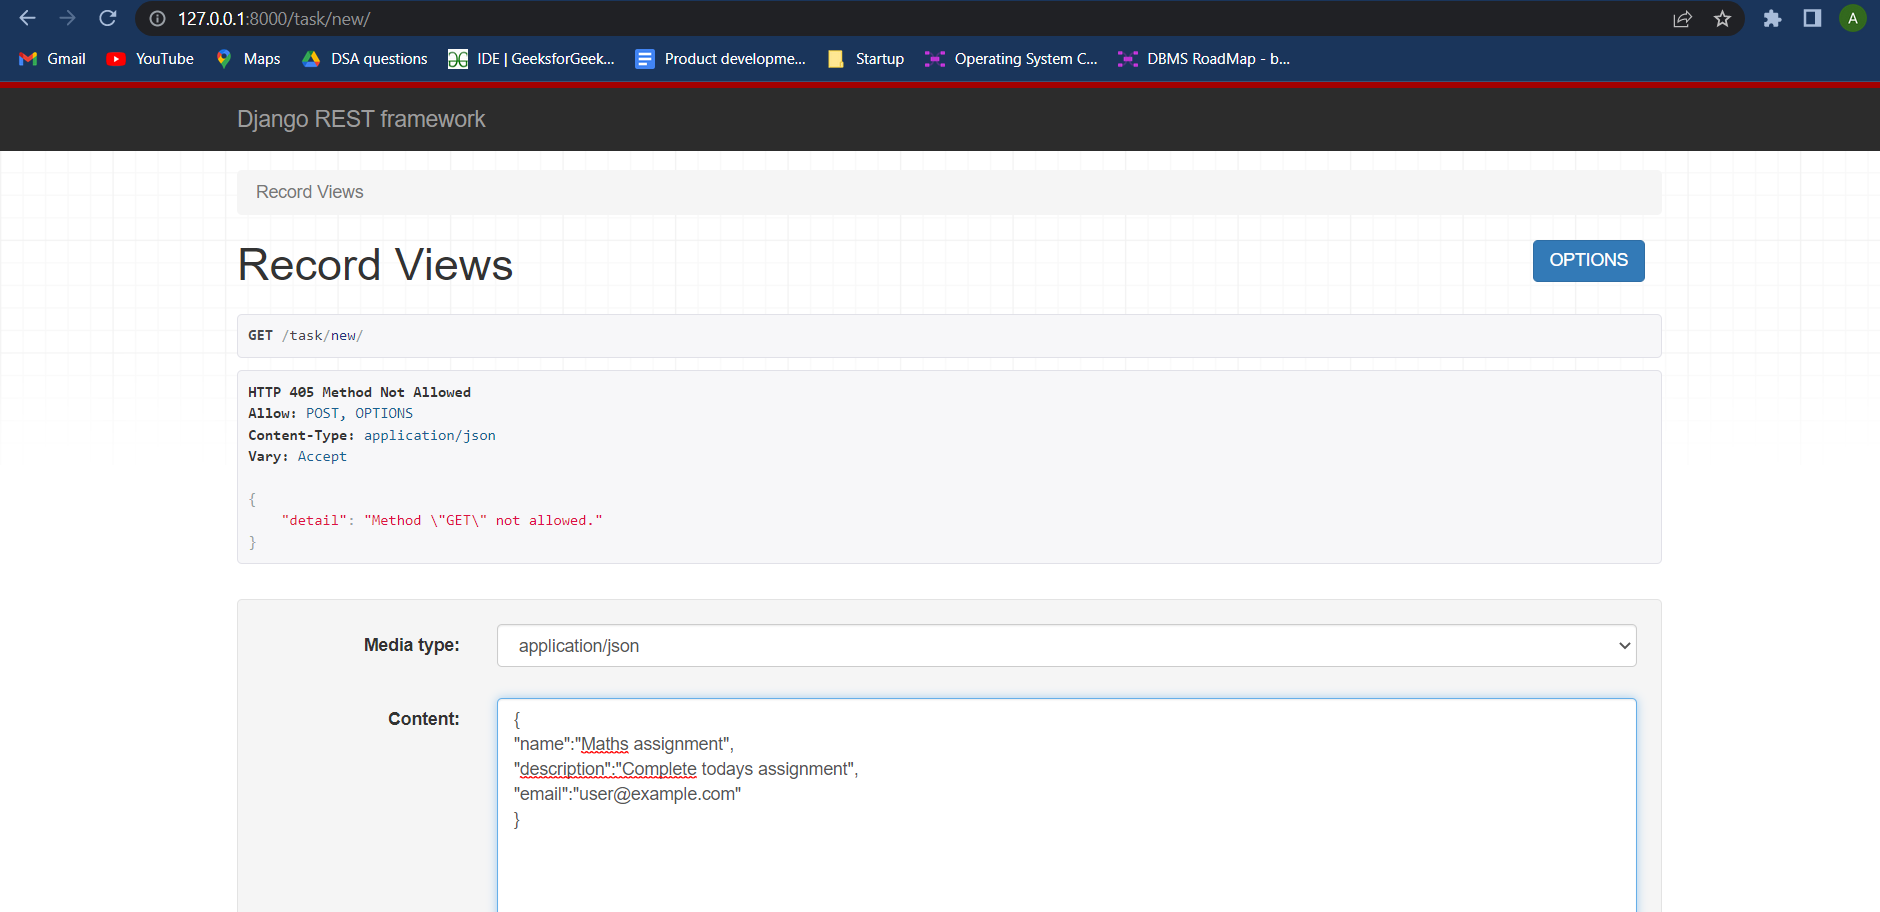 127.0.0.1:8000/task/new/
A
Gmail
YouTube
Maps
DSA questions
IDE | GeeksforGeek...
Product developme...
Startup
Operating System C...
DBMS RoadMap - b...
Django REST framework
Record Views
Record Views
OPTIONS
GET /task/new/
HTTP 405 Method Not Allowed
Allow: POST, OPTIONS
Content-Type: application/json
Vary: Accept
{
"detail": "Method \"GET\" not allowed."
}
Media type:
application/json
Content:
{
"name":"Maths assignment",
"description":"Complete todays assignment",
"email":"user@example.com"
}